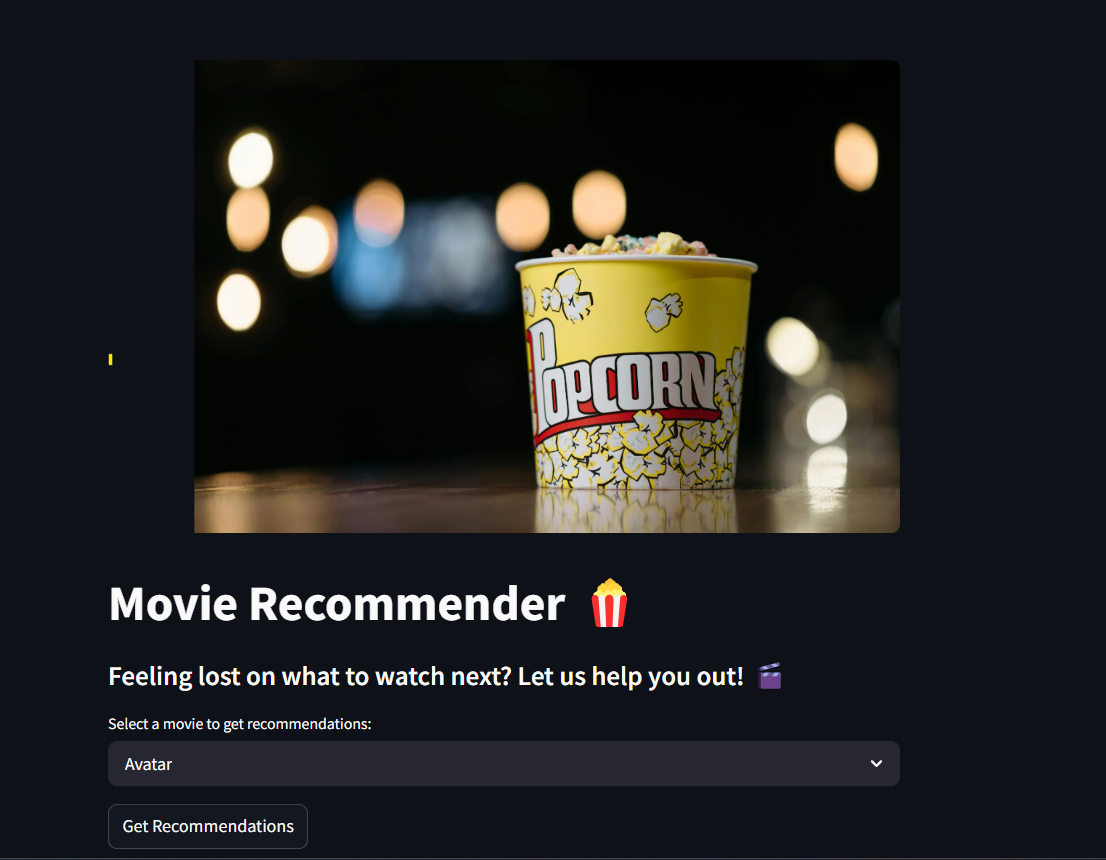 POPCORN
Movie Recommender 🍿
Feeling lost on what to watch next? Let us help you out! 🎬
Select a movie to get recommendations:
Avatar
Get Recommendations